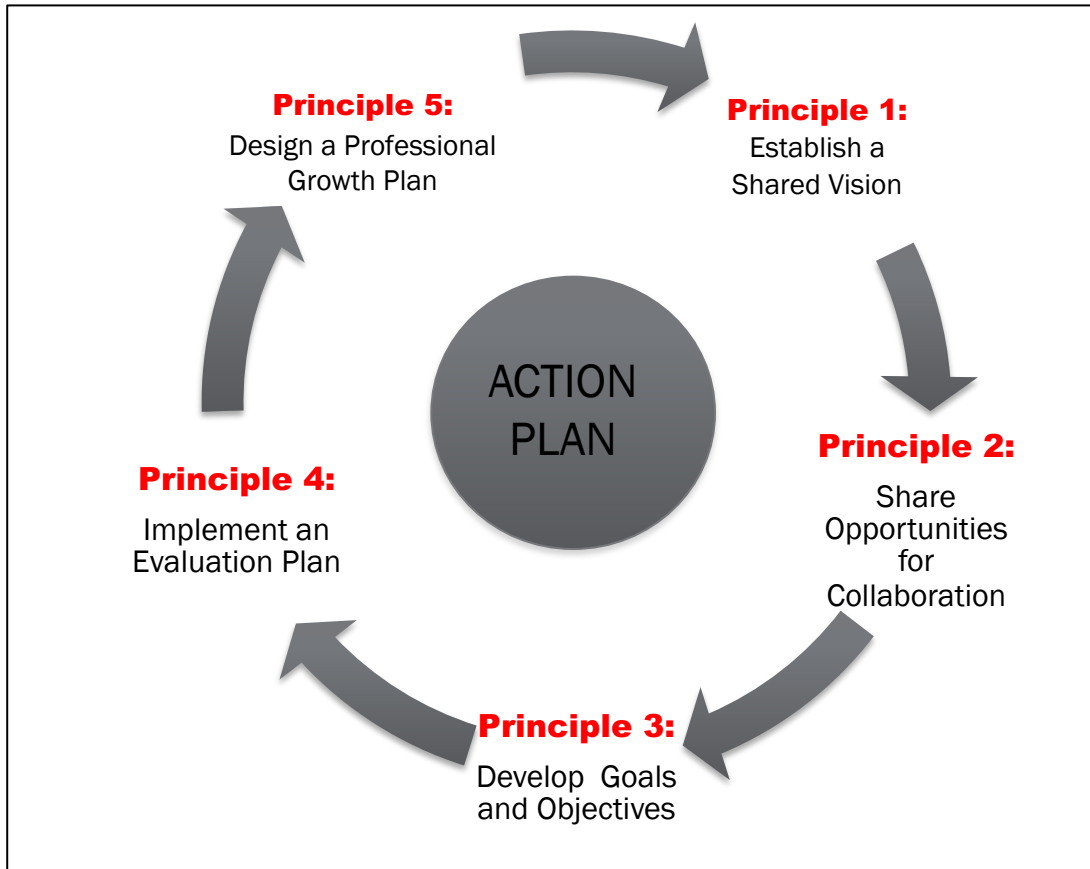 Principle 5:
Design a Professional
Growth Plan
Principle 1:
Establish a
Shared Vision
ACTION
PLAN
Principle 2:
Share
Opportunities
for
Collaboration
Principle 4:
Implement an
Evaluation Plan
Principle 3:
Develop  Goals
and Objectives